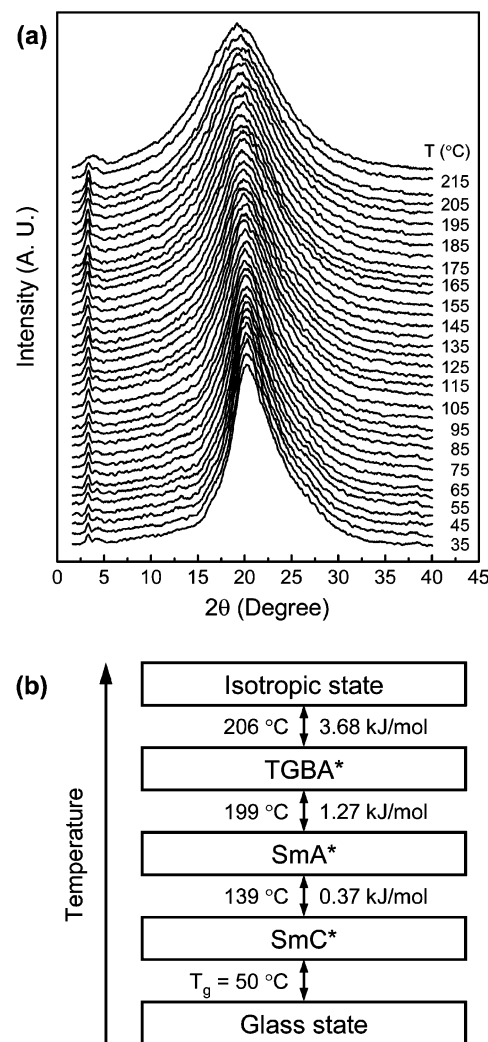 (a)
T (°C)
215
205
195
185
175
165
155
145
135
125
115
105
95
85
75
65
55
45
35
Intensity (A. U.)
0 5 10 15 20 25 30 35 40 45
2θ (Degree)
(b)
Temperature
Isotropic state
206 °C 3.68 kJ/mol
TGBA*
199 °C 1.27 kJ/mol
SmA*
139 °C 0.37 kJ/mol
SmC*
Tg = 50 °C
Glass state